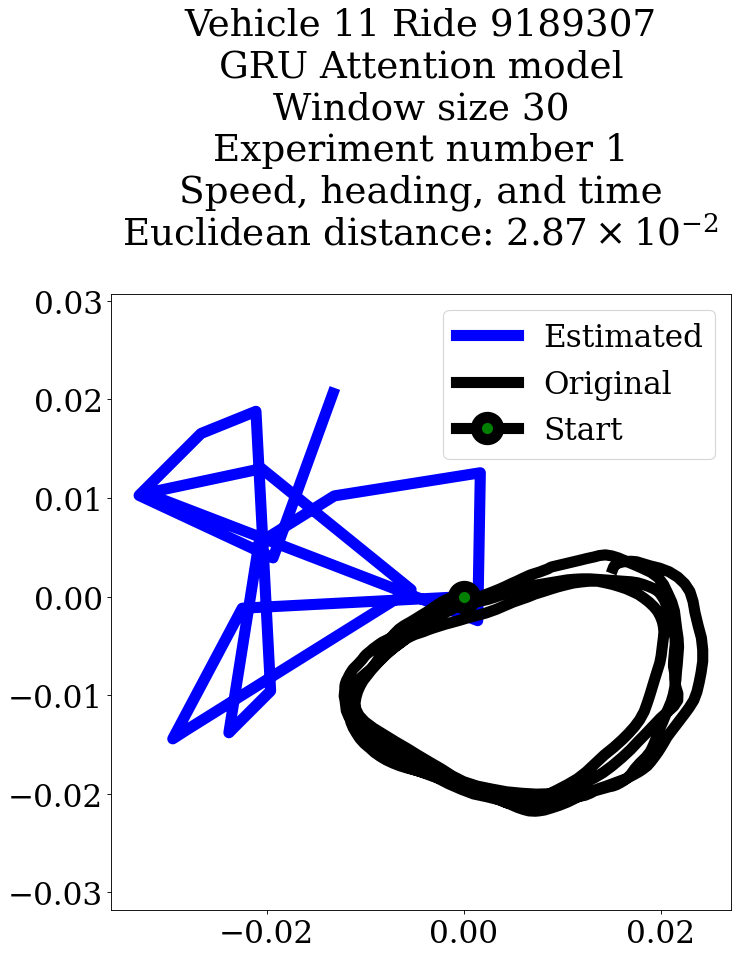 Vehicle 11 Ride 9189307
GRU Attention model
Window size 30
Experiment number 1
Speed, heading, and time
Euclidean distance: 2.87 × 10⁻²
0.03
0.02
0.01
0.00
−0.01
−0.02
−0.03
Estimated
Original
Start
−0.02
0.00
0.02